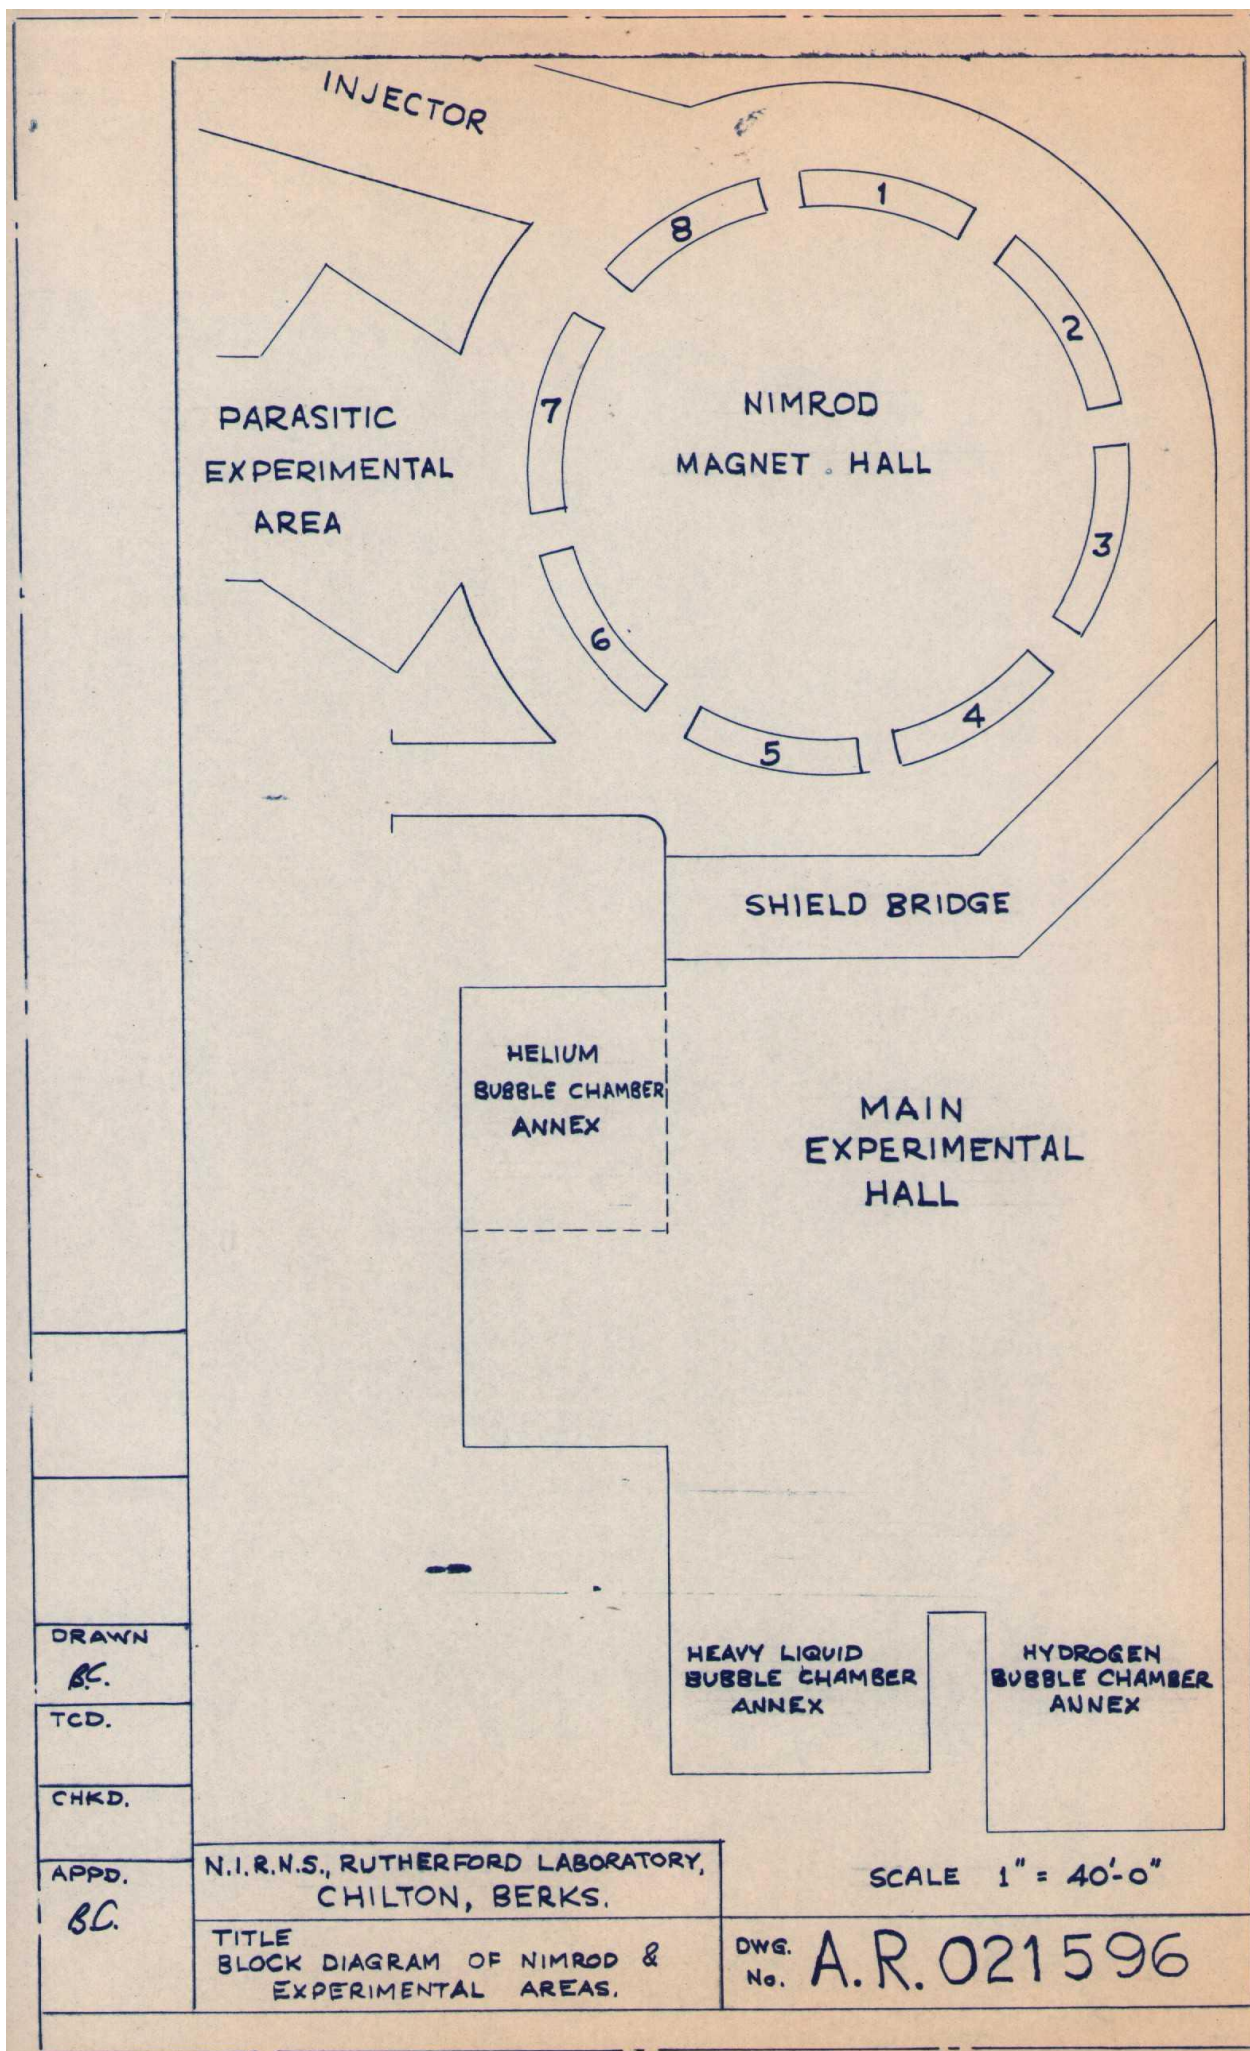 INJECTOR
1
8
2
7
NIMROD
MAGNET. HALL
PARASITIC
EXPERIMENTAL
AREA
3
6
4
5
SHIELD BRIDGE
HELIUM
BUBBLE CHAMBER
ANNEX
MAIN
EXPERIMENTAL
HALL
HEAVY LIQUID
BUBBLE CHAMBER
ANNEX
HYDROGEN
BUBBLE CHAMBER
ANNEX
DRAWN
B.C.
TCD.
CHKD.
APPD.
B.C.
N.I.R.N.S., RUTHERFORD LABORATORY,
CHILTON, BERKS.
SCALE 1" = 40'-0"
TITLE
BLOCK DIAGRAM OF NIMROD &
EXPERIMENTAL AREAS.
DWG.
No. A.R. 021596